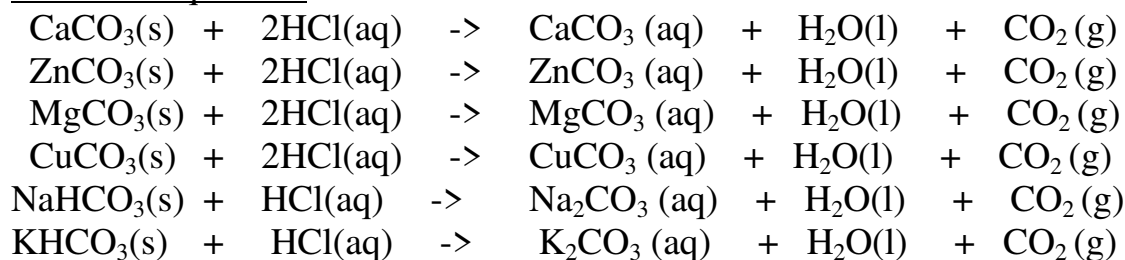 CaCO₃(s) + 2HCl(aq) -> CaCO₃ (aq) + H₂O(l) + CO₂ (g)
ZnCO₃(s) + 2HCl(aq) -> ZnCO₃ (aq) + H₂O(l) + CO₂ (g)
MgCO₃(s) + 2HCl(aq) -> MgCO₃ (aq) + H₂O(l) + CO₂ (g)
CuCO₃(s) + 2HCl(aq) -> CuCO₃ (aq) + H₂O(l) + CO₂ (g)
NaHCO₃(s) + HCl(aq) -> Na₂CO₃ (aq) + H₂O(l) + CO₂ (g)
KHCO₃(s) + HCl(aq) -> K₂CO₃ (aq) + H₂O(l) + CO₂ (g)